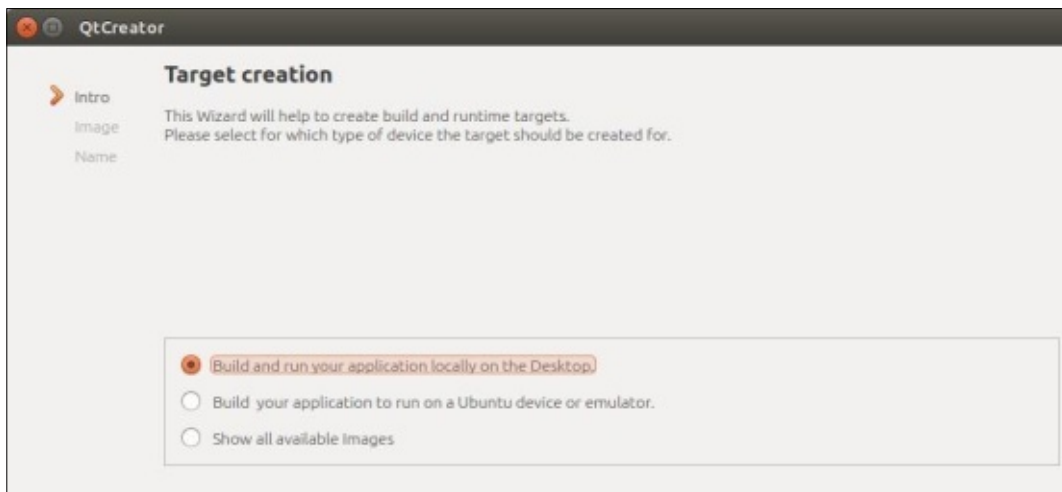 QtCreator
Target creation
Intro
Image
Name
This Wizard will help to create build and runtime targets.
Please select for which type of device the target should be created for.
Build and run your application locally on the Desktop.
Build your application to run on a Ubuntu device or emulator.
Show all available Images